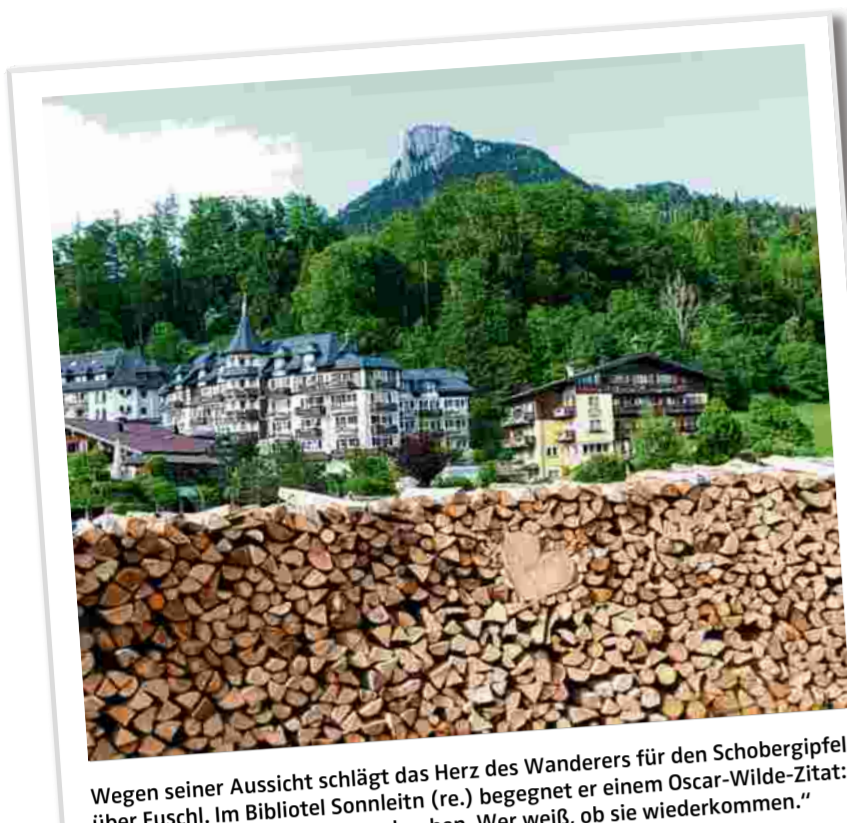 Wegen seiner Aussicht schlägt das Herz des Wanderers für den Schobergipfel
über Fuschl. Im Bibliotel Sonnleitn (re.) begegnet er einem Oscar-Wilde-Zitat:
Wer weiß, ob sie wiederkommen.“